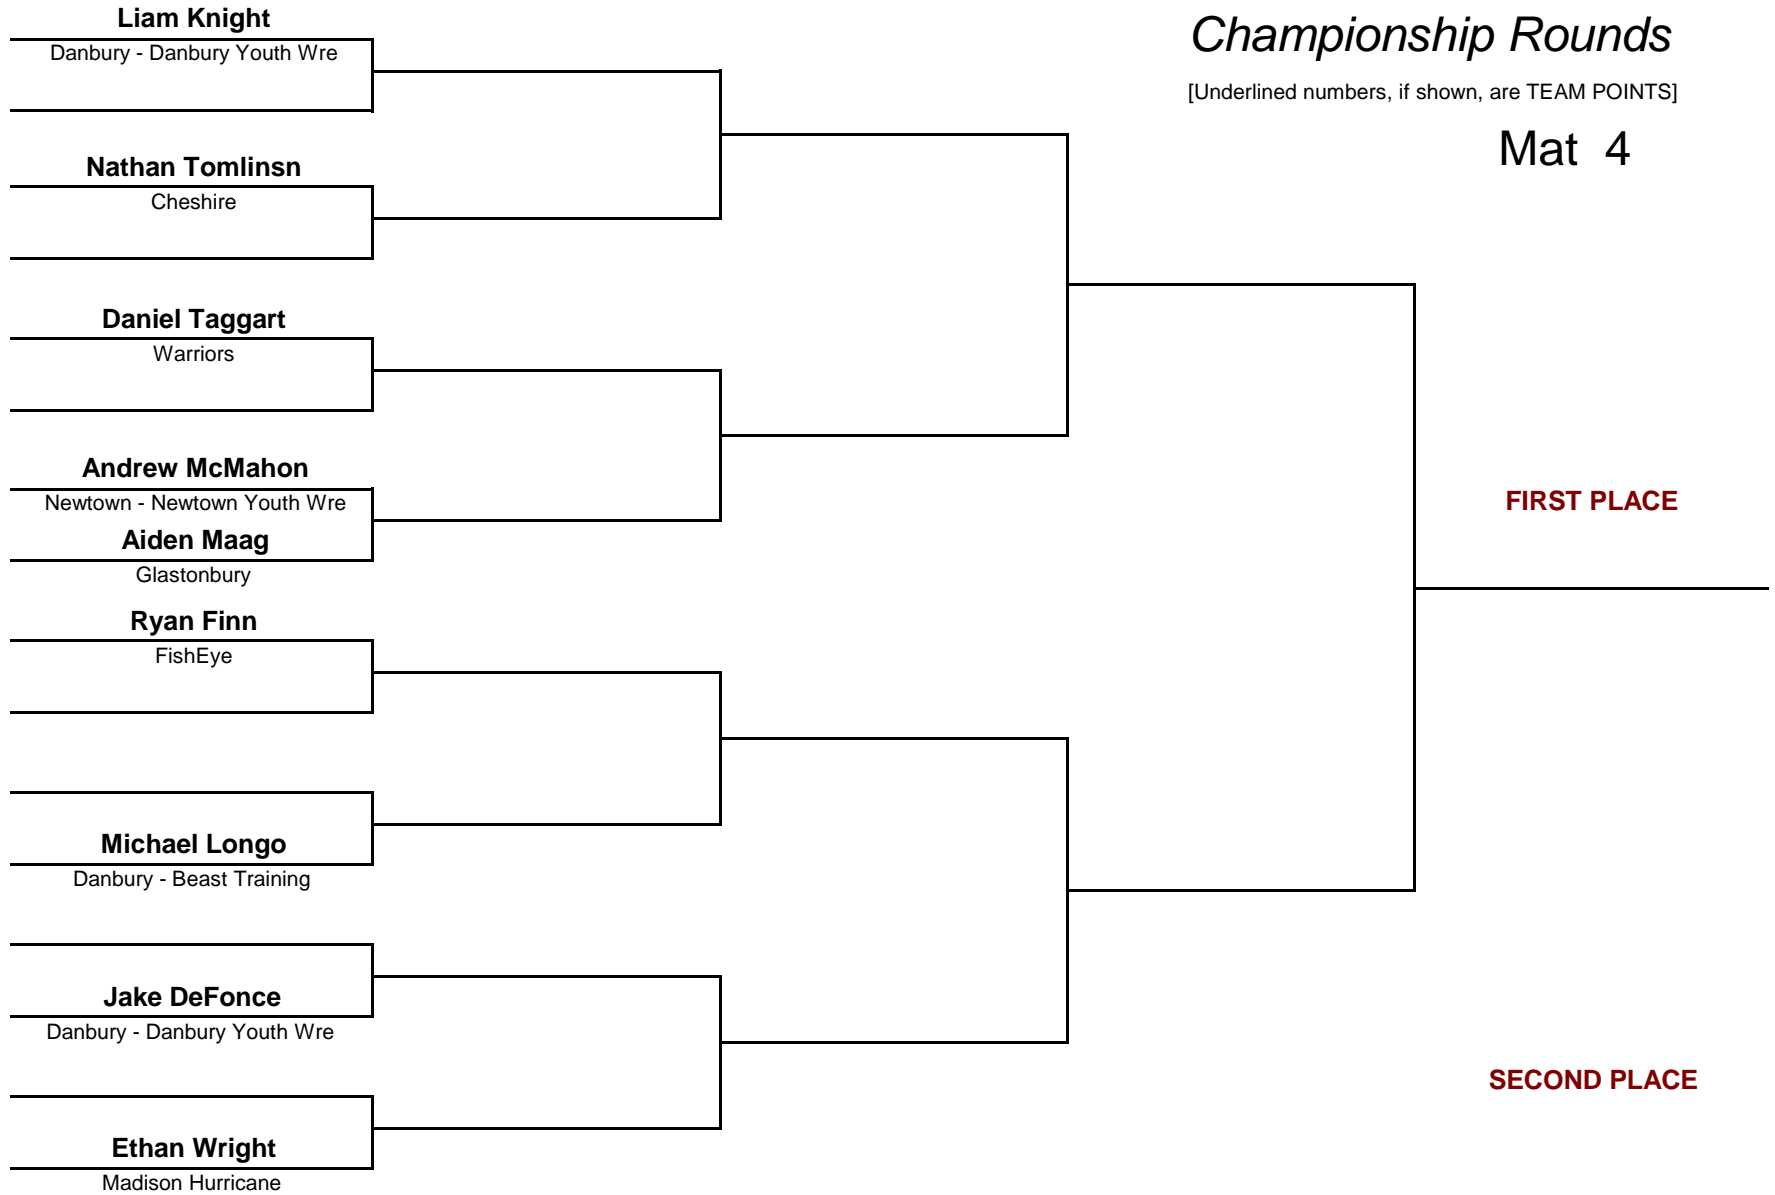 Liam Knight
Danbury - Danbury Youth Wre
Championship Rounds
[Underlined numbers, if shown, are TEAM POINTS]
Mat 4
Nathan Tomlinsn
Cheshire
Daniel Taggart
Warriors
Andrew McMahon
Newtown - Newtown Youth Wre
FIRST PLACE
Aiden Maag
Glastonbury
Ryan Finn
FishEye
Michael Longo
Danbury - Beast Training
Jake DeFonce
Danbury - Danbury Youth Wre
SECOND PLACE
Ethan Wright
Madison Hurricane